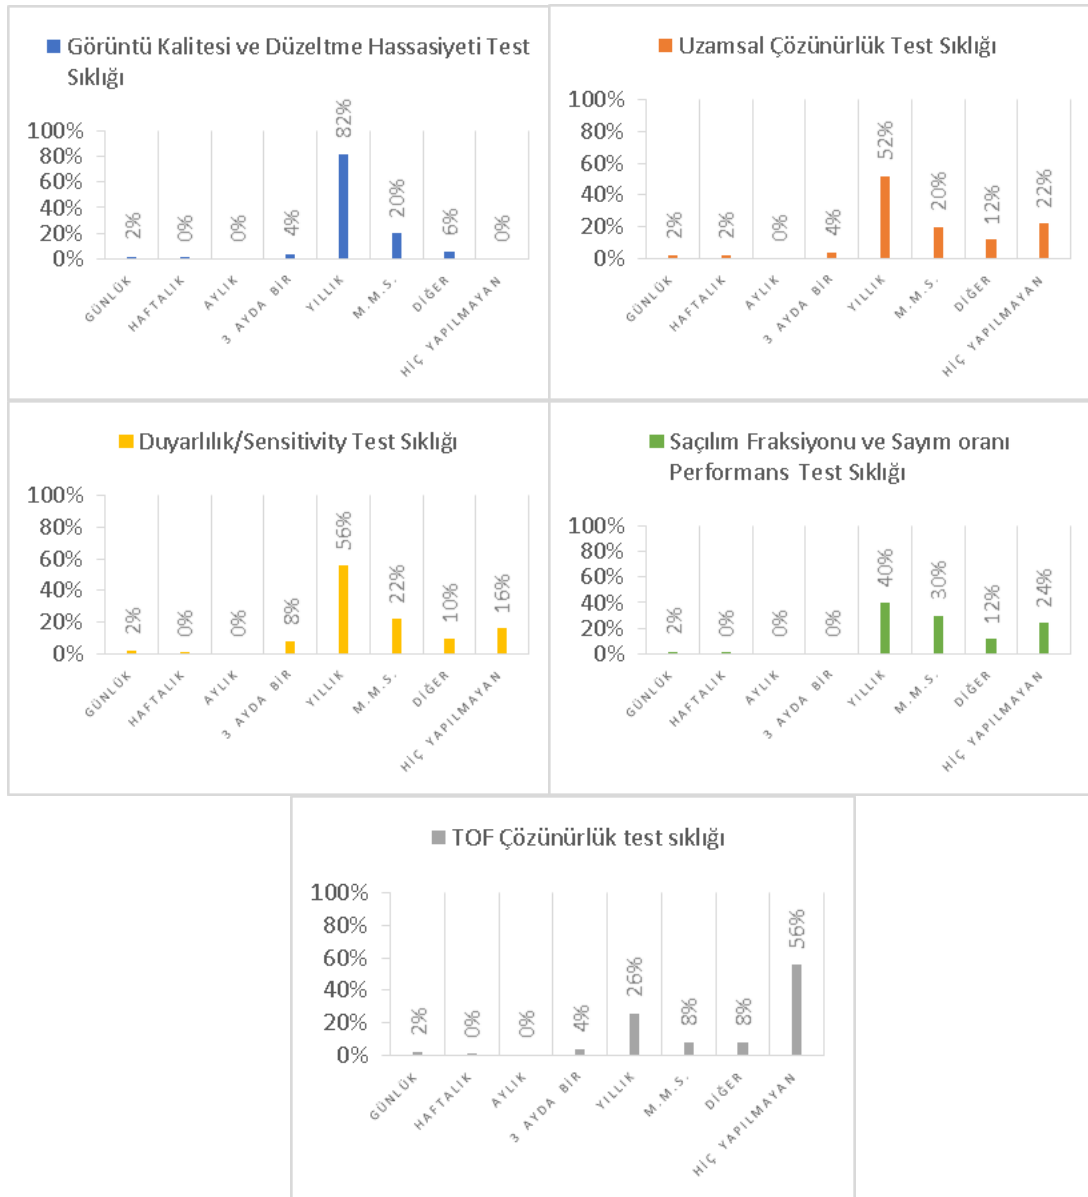 Görüntü Kalitesi ve Düzeltme Hassasiyeti Test
Sıklığı
100%
80%
60%
40%
20%
0%
2%
0%
0%
4%
82%
20%
6%
0%
GÜNLÜK
HAFTALIK
AYLIK
3 AYDA BİR
YILLIK
M.M.S.
DİĞER
HİÇ YAPILMAYAN
Uzamsal Çözünürlük Test Sıklığı
100%
80%
60%
40%
20%
0%
2%
2%
0%
4%
52%
20%
12%
22%
GÜNLÜK
HAFTALIK
AYLIK
3 AYDA BİR
YILLIK
M.M.S.
DİĞER
HİÇ YAPILMAYAN
Duyarlılık/Sensitivity Test Sıklığı
100%
80%
60%
40%
20%
0%
2%
0%
0%
8%
56%
22%
10%
16%
GÜNLÜK
HAFTALIK
AYLIK
3 AYDA BİR
YILLIK
M.M.S.
DİĞER
HİÇ YAPILMAYAN
Saçılım Fraksiyonu ve Sayım oranı
Performans Test Sıklığı
100%
80%
60%
40%
20%
0%
2%
0%
0%
0%
40%
30%
12%
24%
GÜNLÜK
HAFTALIK
AYLIK
3 AYDA BİR
YILLIK
M.M.S.
DİĞER
HİÇ YAPILMAYAN
TOF Çözünürlük test sıklığı
100%
80%
60%
40%
20%
0%
2%
0%
0%
4%
26%
8%
8%
56%
GÜNLÜK
HAFTALIK
AYLIK
3 AYDA BİR
YILLIK
M.M.S.
DİĞER
HİÇ YAPILMAYAN